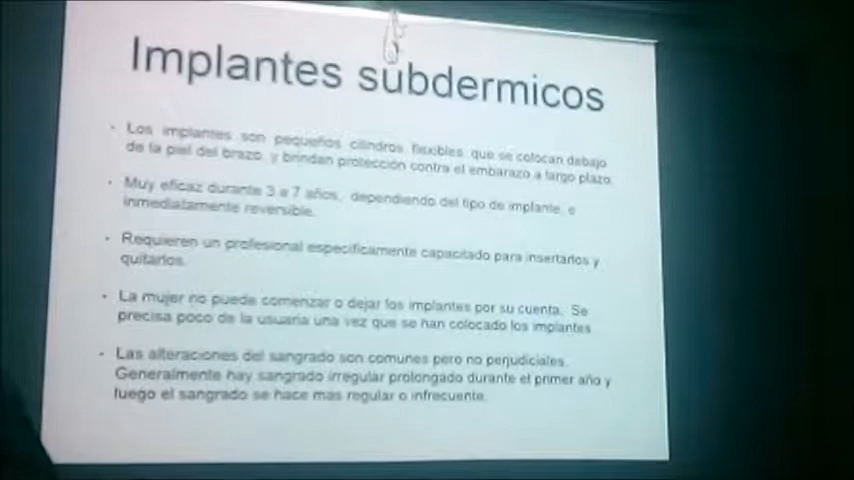 Implantes subdermicos
• Los implantes son pequeños cilindros flexibles que se colocan debajo
de la piel del brazo, y brindan protección contra el embarazo a largo plazo.
• Muy eficaz durante 3 a 7 años, dependiendo del tipo de implante, e
inmediatamente reversible.
• Requieren un profesional específicamente capacitado para insertarlos y
quitarlos.
• La mujer no puede comenzar o dejar los implantes por su cuenta. Se
precisa poco de la usuaria una vez que se han colocado los implantes
• Las alteraciones del sangrado son comunes pero no perjudiciales.
Generalmente hay sangrado irregular prolongado durante el primer año y
luego el sangrado se hace mas regular o infrecuente.